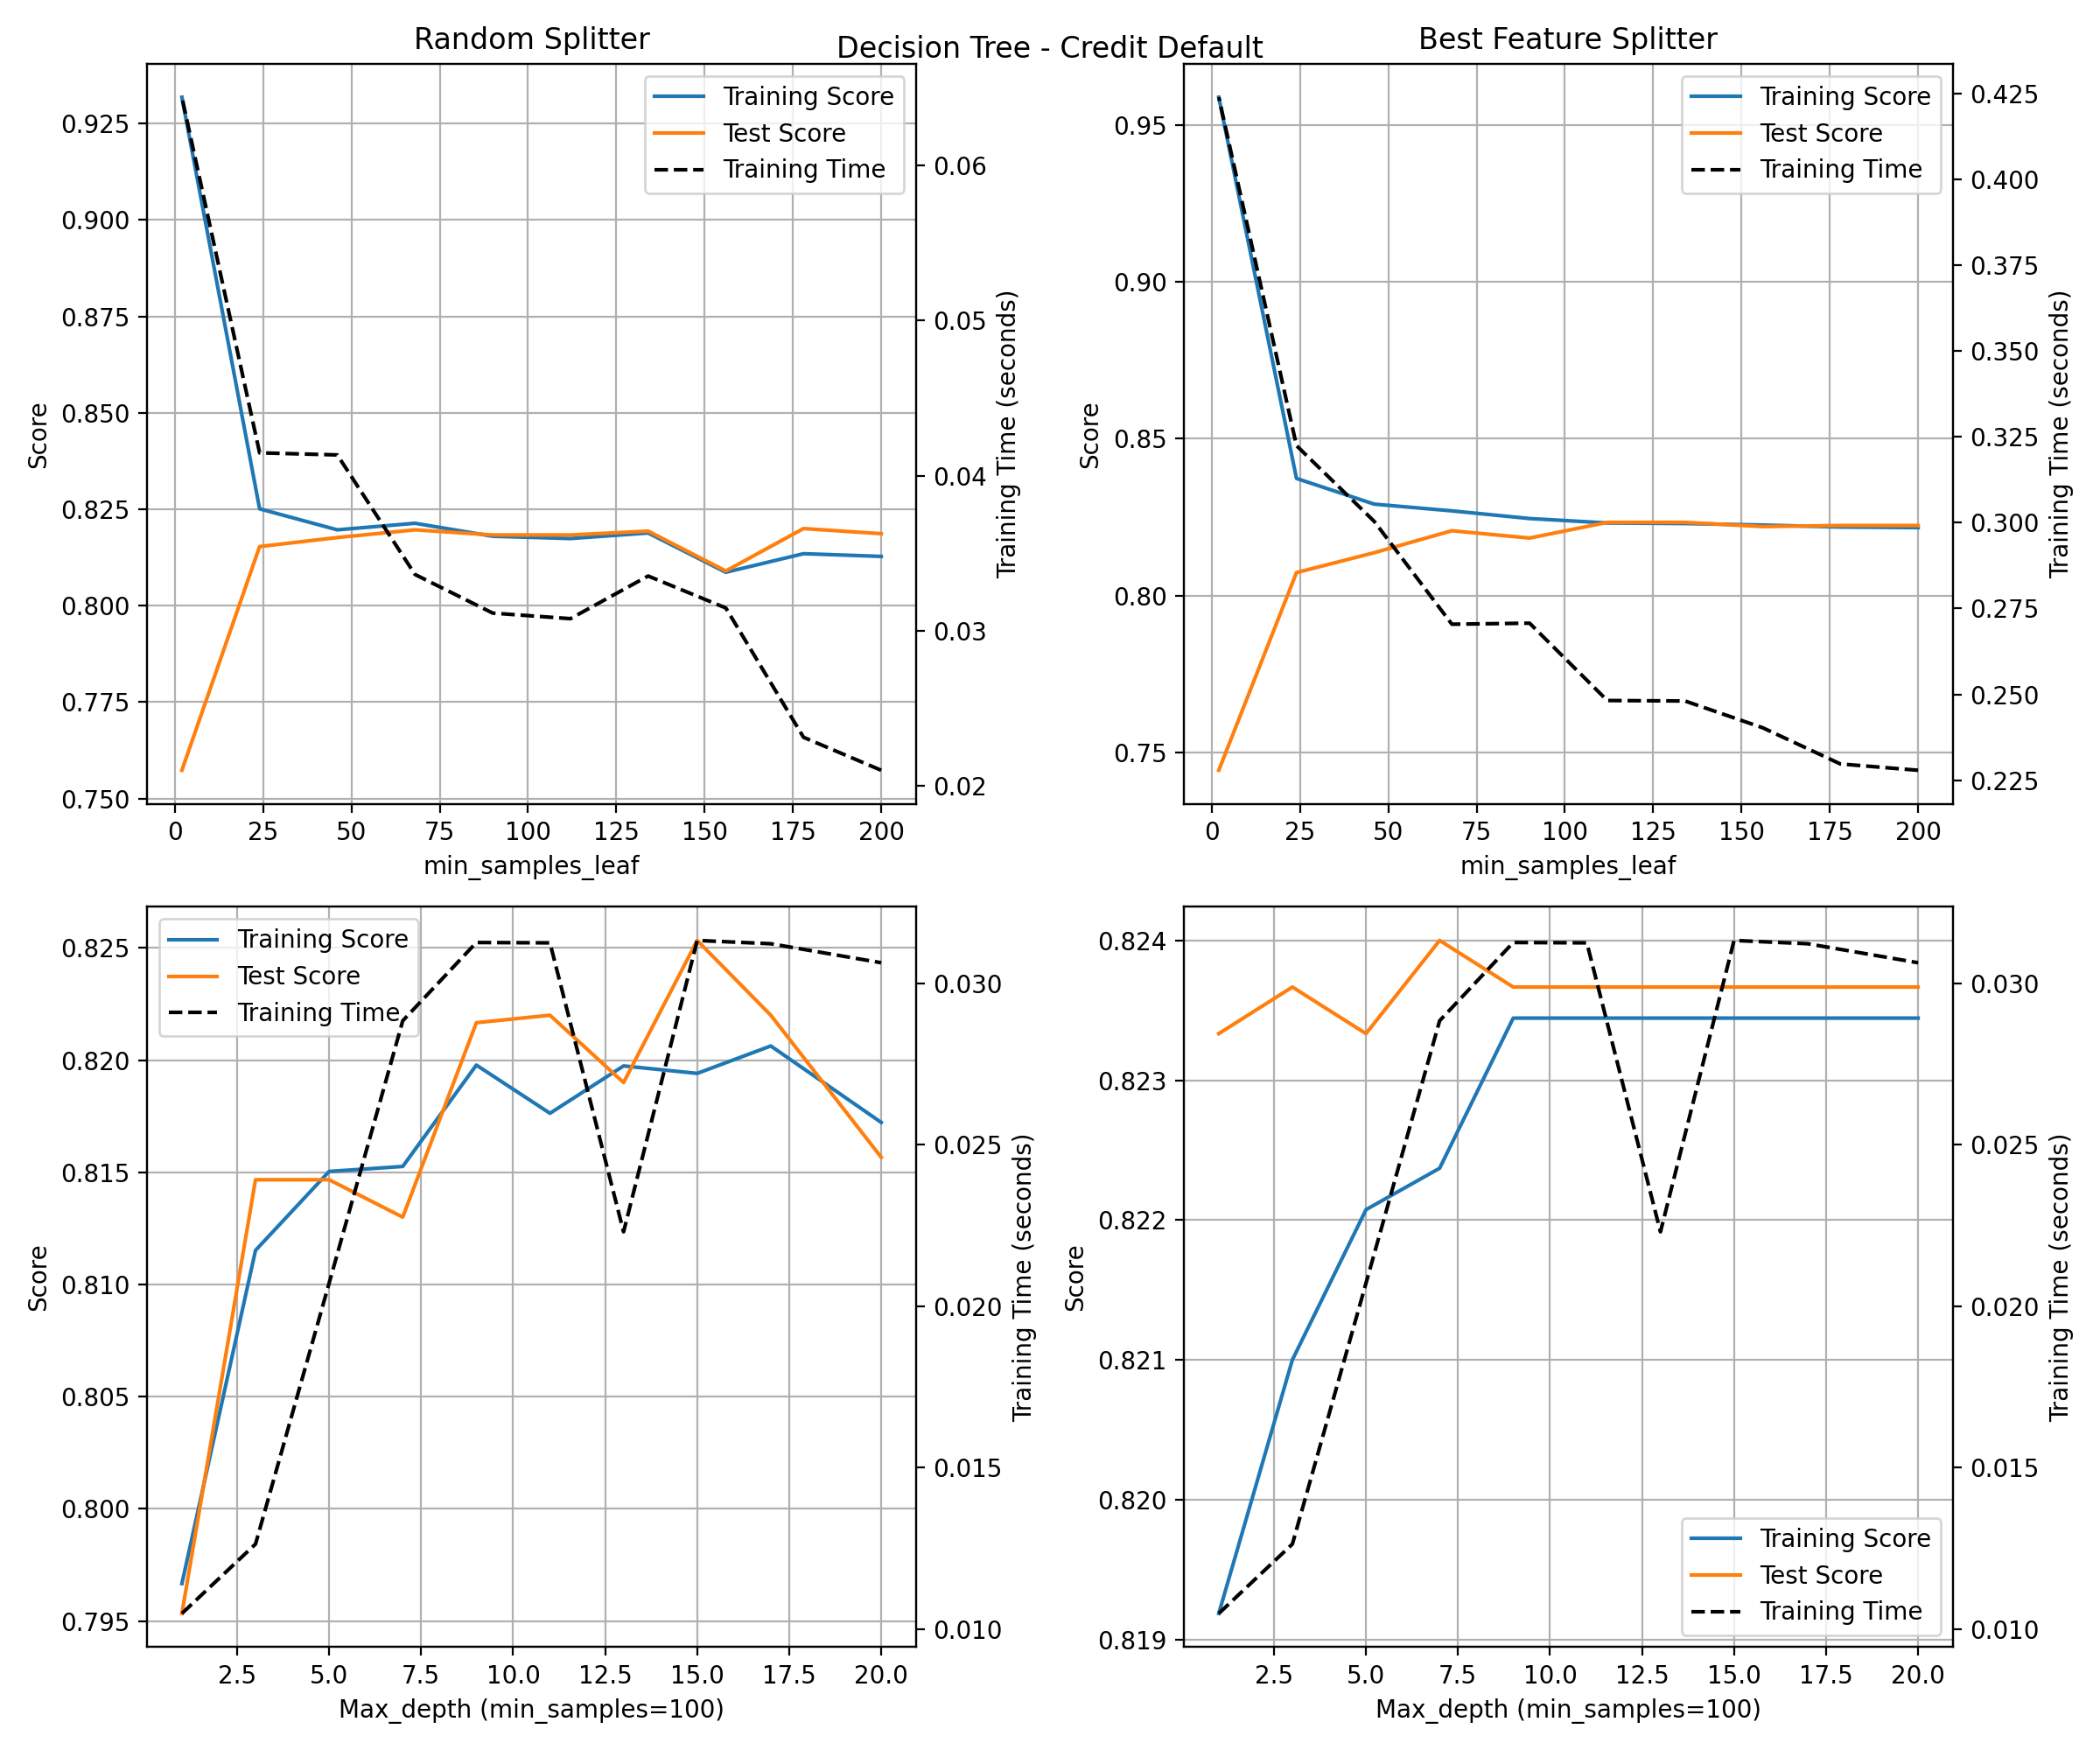 Decision Tree - Credit Default
Random Splitter
Training Score
Test Score
Training Time
0.925
0.900
0.875
0.850
0.825
0.800
0.775
0.750
Score
0.06
0.05
0.04
0.03
0.02
Training Time (seconds)
0 25 50 75 100 125 150 175 200
min_samples_leaf
Best Feature Splitter
Training Score
Test Score
Training Time
0.95
0.90
0.85
0.80
0.75
Score
0.425
0.400
0.375
0.350
0.325
0.300
0.275
0.250
0.225
Training Time (seconds)
0 25 50 75 100 125 150 175 200
min_samples_leaf
Training Score
Test Score
Training Time
0.825
0.820
0.815
0.810
0.805
0.800
0.795
Score
0.030
0.025
0.020
0.015
0.010
Training Time (seconds)
2.5 5.0 7.5 10.0 12.5 15.0 17.5 20.0
Max_depth (min_samples=100)
0.824
0.823
0.822
0.821
0.820
0.819
Score
Training Score
Test Score
Training Time
0.030
0.025
0.020
0.015
0.010
Training Time (seconds)
2.5 5.0 7.5 10.0 12.5 15.0 17.5 20.0
Max_depth (min_samples=100)